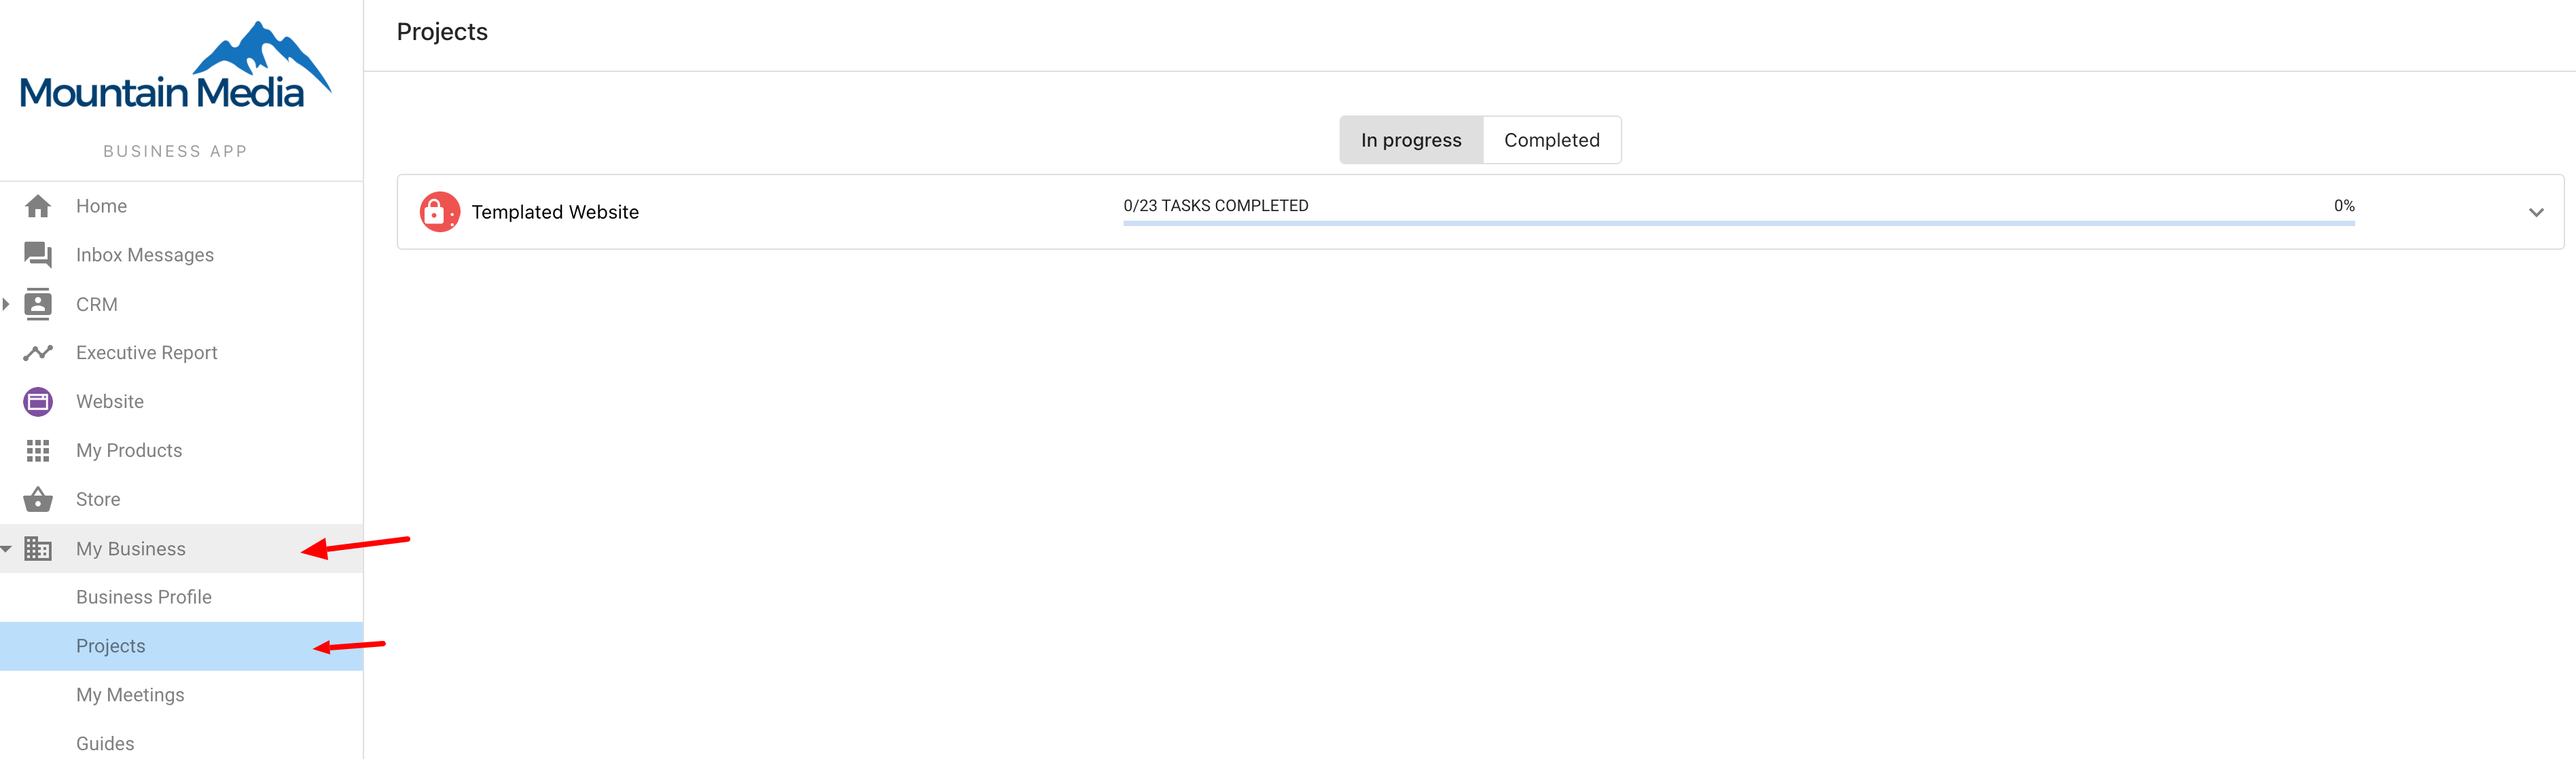 Mountain Media
BUSINESS APP
Home
Inbox Messages
CRM
Executive Report
Website
My Products
Store
My Business
Business Profile
Projects
My Meetings
Guides
Projects
In progress
Completed
Templated Website
0/23 TASKS COMPLETED
0%